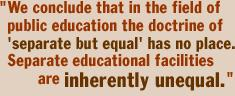 "We conclude that in the field of
public education the doctrine of
'separate but equal' has no place.
Separate educational facilities
are inherently unequal."